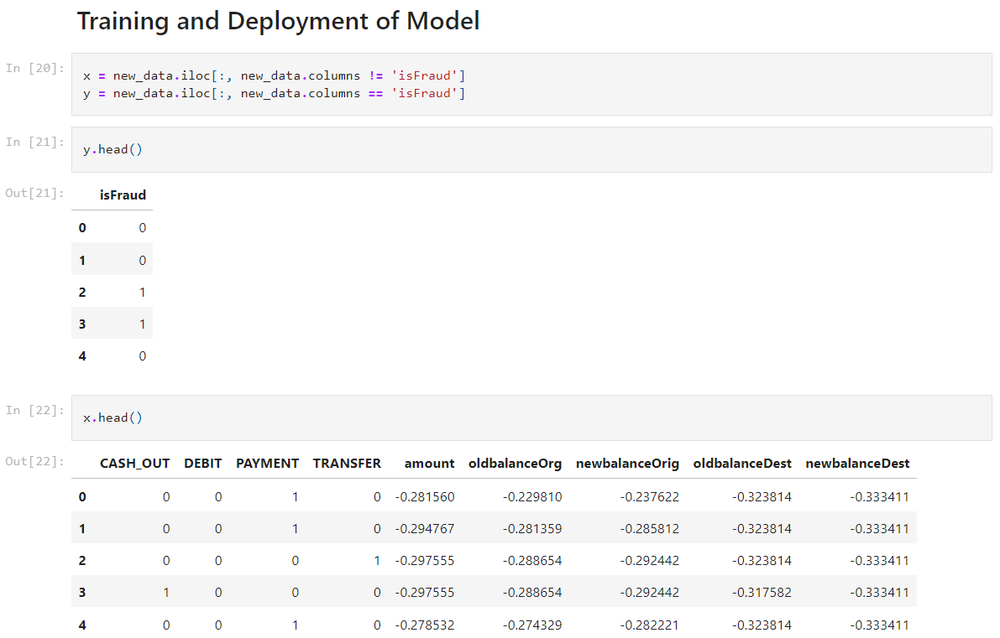 Training and Deployment of Model
In [20]:
x = new_data.iloc[:, new_data.columns != 'isFraud']
y = new_data.iloc[:, new_data.columns == 'isFraud']
In [21]:
y.head()
Out[21]:
isFraud
0 0
1 0
2 1
3 1
4 0
In [22]:
x.head()
Out[22]:
CASH_OUT DEBIT PAYMENT TRANSFER amount oldbalanceOrg newbalanceOrig oldbalanceDest newbalanceDest
0 0 0 1 0 -0.281560 -0.229810 -0.237622 -0.323814 -0.333411
1 0 0 1 0 -0.294767 -0.281359 -0.285812 -0.323814 -0.333411
2 0 0 0 1 -0.297555 -0.288654 -0.292442 -0.323814 -0.333411
3 1 0 0 0 -0.297555 -0.288654 -0.292442 -0.317582 -0.333411
4 0 0 1 0 -0.278532 -0.274329 -0.282221 -0.323814 -0.333411